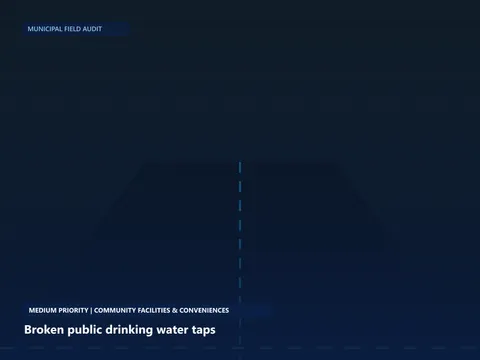 MUNICIPAL FIELD AUDIT
MEDIUM PRIORITY | COMMUNITY FACILITIES & CONVENIENCES
Broken public drinking water taps